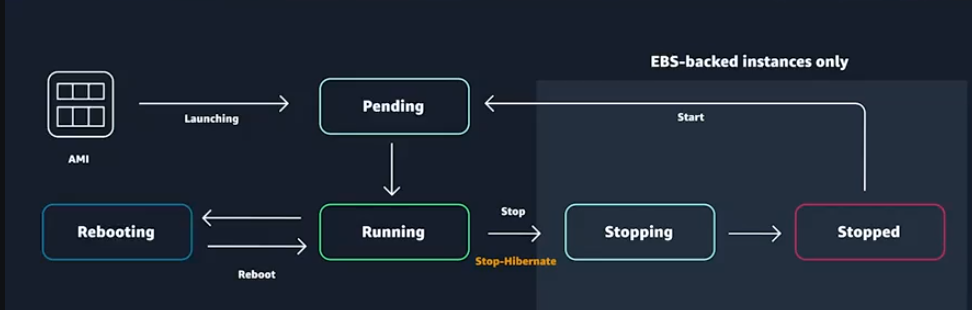 EBS-backed instances only
Pending
Launching
Start
AMI
Stop
Rebooting
Running
Stopping
Stopped
Stop-Hibernate
Reboot